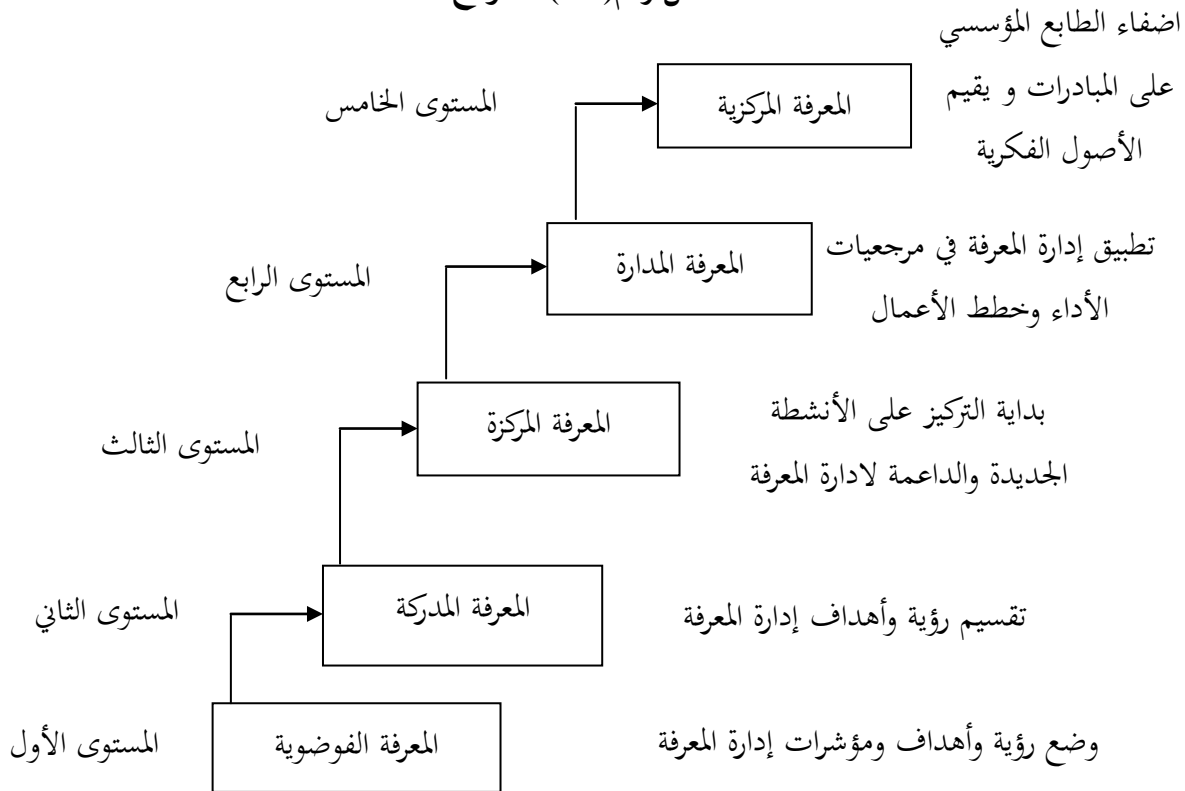 اضفاء الطابع المؤسسي
على المبادرات و يقيم
الأصول الفكرية
المعرفة المركزية
المستوى الخامس
تطبيق إدارة المعرفة في مرجعيات
الأداء وخطط الأعمال
المعرفة المدارة
المستوى الرابع
بداية التركيز على الأنشطة
الجديدة والداعمة لادارة المعرفة
المعرفة المركزة
المستوى الثالث
تقسيم رؤية وأهداف إدارة المعرفة
المعرفة المدركة
المستوى الثاني
وضع رؤية وأهداف ومؤشرات إدارة المعرفة
المعرفة الفوضوية
المستوى الأول